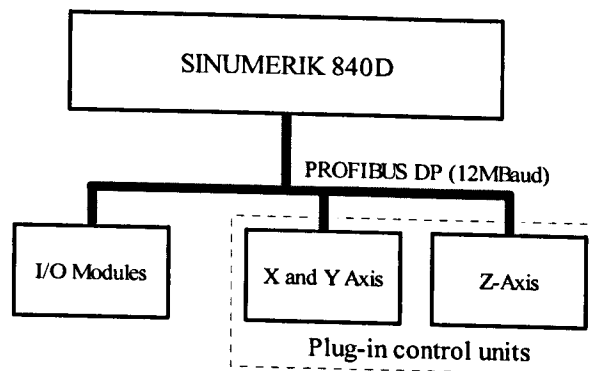 SINUMERIK 840D
PROFIBUS DP (12MBaud)
I/O Modules
X and Y Axis
Z-Axis
Plug-in control units